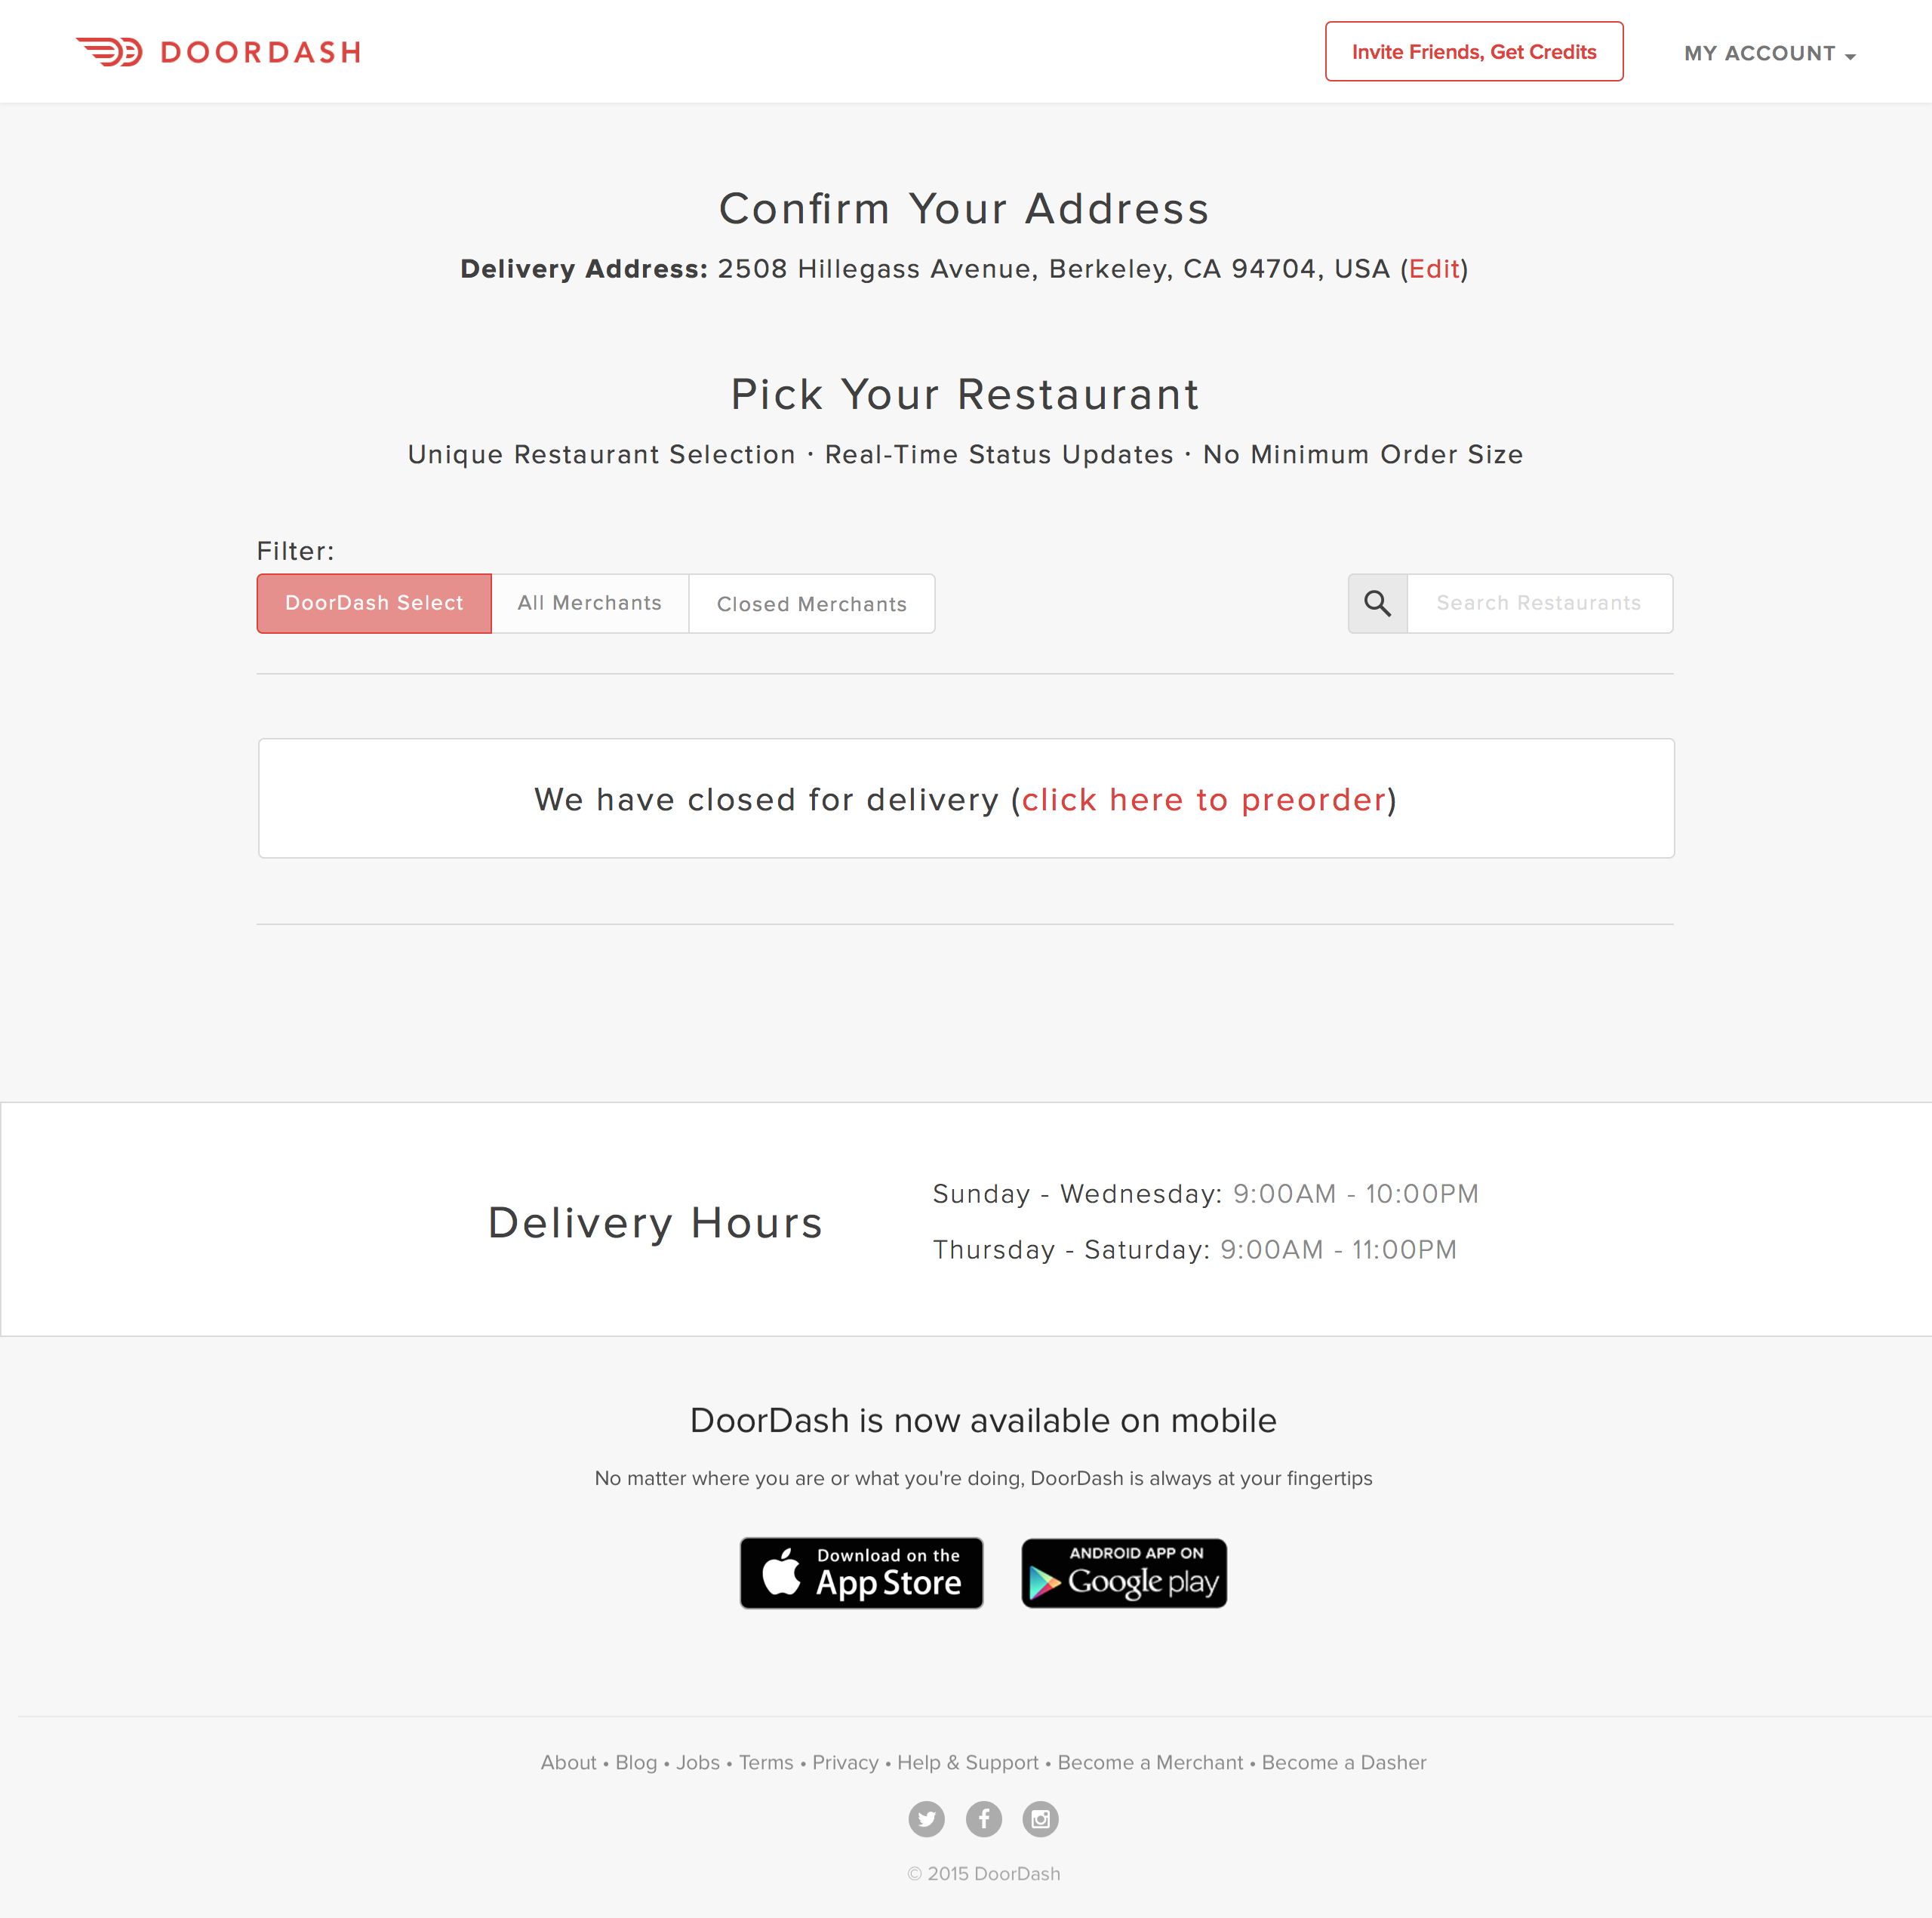 DOORDASH
Invite Friends, Get Credits
MY ACCOUNT
Confirm Your Address
Delivery Address: 2508 Hillegass Avenue, Berkeley, CA 94704, USA (Edit)
Pick Your Restaurant
Unique Restaurant Selection · Real-Time Status Updates · No Minimum Order Size
Filter:
DoorDash Select
All Merchants
Closed Merchants
Search Restaurants
We have closed for delivery (click here to preorder)
Delivery Hours
Sunday - Wednesday: 9:00AM - 10:00PM
Thursday - Saturday: 9:00AM - 11:00PM
DoorDash is now available on mobile
No matter where you are or what you're doing, DoorDash is always at your fingertips
Download on the
App Store
ANDROID APP ON
Google play
About • Blog • Jobs • Terms • Privacy • Help & Support • Become a Merchant • Become a Dasher
© 2015 DoorDash